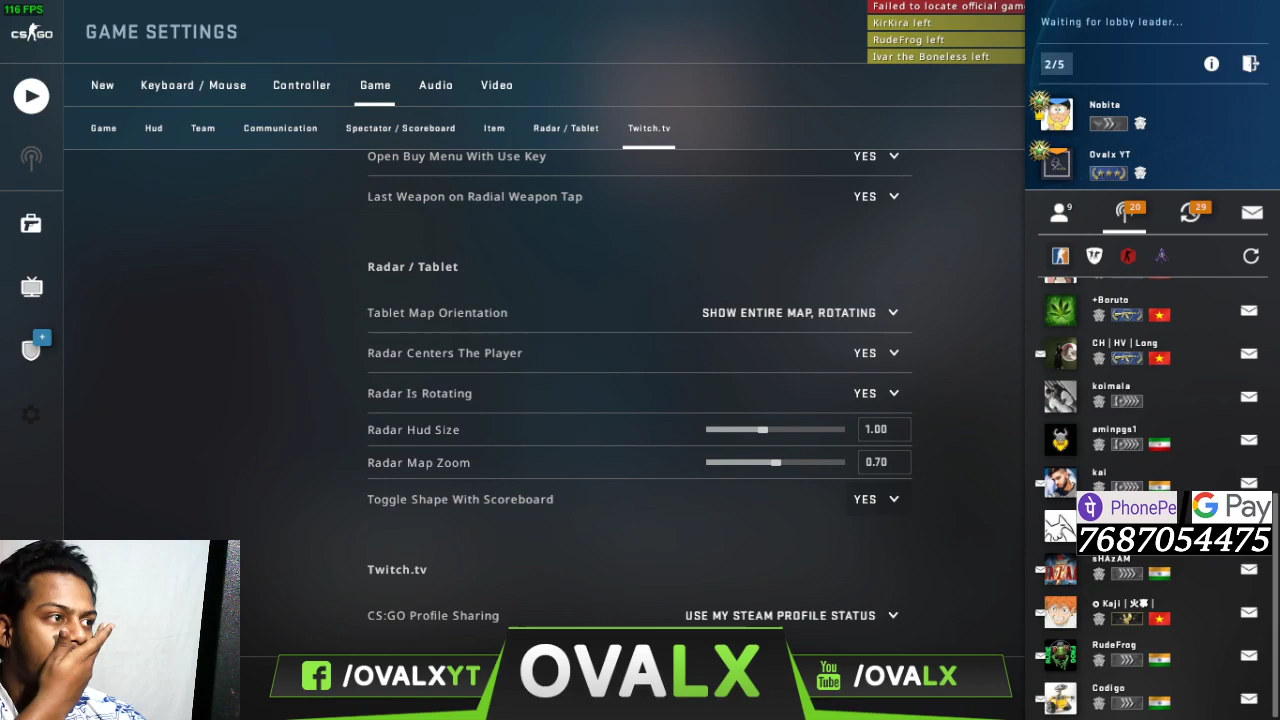 116 FPS
CS:GO
GAME SETTINGS
Failed to locate official gam
KirKira left
RudeFrog left
Ivar the Boneless left
Waiting for lobby leader...
2/5
New
Keyboard / Mouse
Controller
Game
Audio
Video
Game
Hud
Team
Communication
Spectator / Scoreboard
Item
Radar / Tablet
Twitch.tv
Nobita
Ovalx YT
Open Buy Menu With Use Key YES
Last Weapon on Radial Weapon Tap YES
Radar / Tablet
Tablet Map Orientation SHOW ENTIRE MAP, ROTATING
Radar Centers The Player YES
Radar Is Rotating YES
Radar Hud Size 1.00
Radar Map Zoom 0.70
Toggle Shape With Scoreboard YES
Twitch.tv
CS:GO Profile Sharing USE MY STEAM PROFILE STATUS
9
20
29
+Boruto
CH | HV | Long
koimala
aminpgs1
kai
PhonePe
G Pay
7687054475
sHAzAM
Kaji | 火事 |
RudeFrog
Codigo
/OVALXYT
OVALX
You Tube
/OVALX